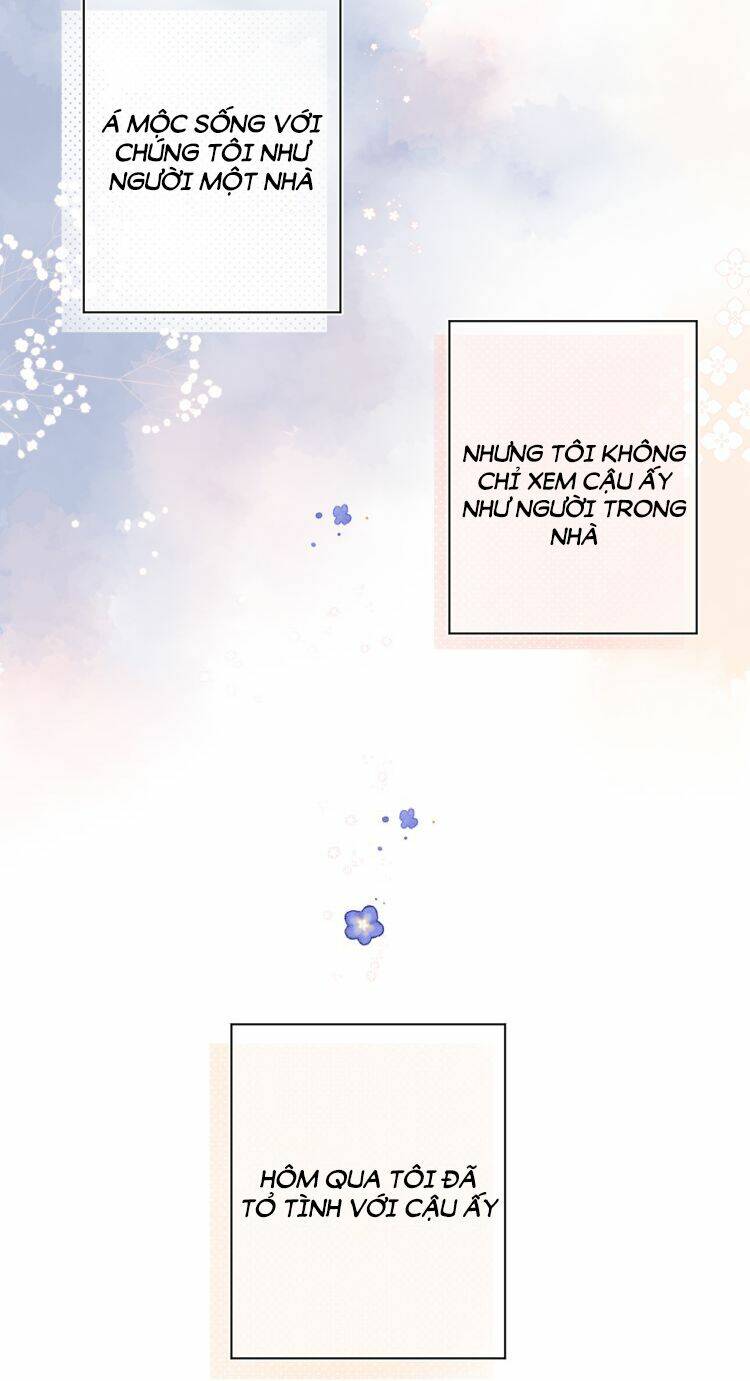 Á MỘC SỐNG VỚI
CHÚNG TÔI NHƯ
NGƯỜI MỘT NHÀ
NHƯNG TÔI KHÔNG
CHỈ XEM CẬU ẤY
NHƯ NGƯỜI TRONG
NHÀ
HÔM QUA TÔI ĐÃ
TỎ TÌNH VỚI CẬU ẤY